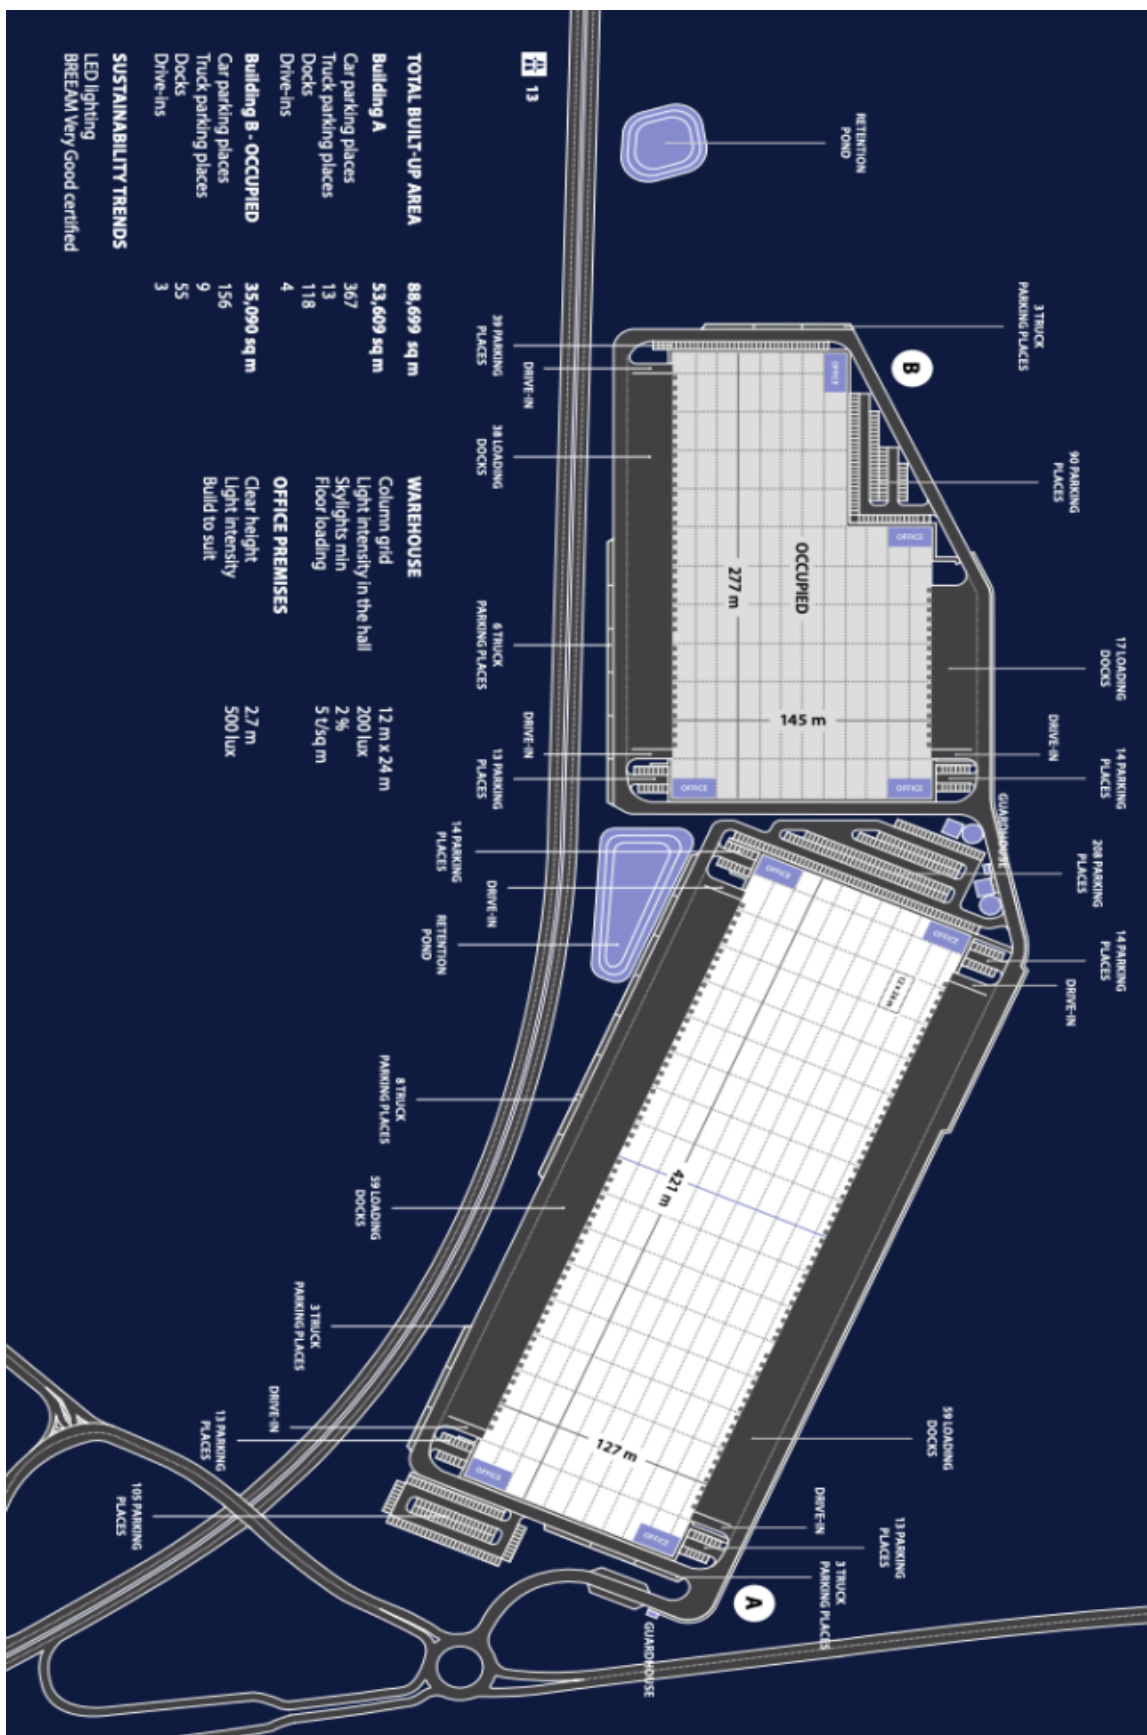 RETENTION
POND
3 TRUCK
PARKING PLACES
B
90 PARKING
PLACES
17 LOADING
DOCKS
DRIVE-IN
14 PARKING
PLACES
GUARDHOUSE
208 PARKING
PLACES
14 PARKING
PLACES
DRIVE-IN
59 LOADING
DOCKS
DRIVE-IN
13 PARKING
PLACES
3 TRUCK
PARKING PLACES
A
GUARDHOUSE
OFFICE
OFFICE
OCCUPIED
277 m
145 m
OFFICE
OFFICE
OFFICE
OFFICE
12 x 24 m
421 m
127 m
OFFICE
OFFICE
13
39 PARKING
PLACES
DRIVE-IN
38 LOADING
DOCKS
6 TRUCK
PARKING PLACES
DRIVE-IN
13 PARKING
PLACES
14 PARKING
PLACES
DRIVE-IN
RETENTION
POND
8 TRUCK
PARKING PLACES
59 LOADING
DOCKS
3 TRUCK
PARKING PLACES
DRIVE-IN
13 PARKING
PLACES
105 PARKING
PLACES
TOTAL BUILT-UP AREA 88,699 sq m
Building A 53,609 sq m
Car parking places 367
Truck parking places 13
Docks 118
Drive-ins 4
Building B - OCCUPIED 35,090 sq m
Car parking places 156
Truck parking places 9
Docks 55
Drive-ins 3
SUSTAINABILITY TRENDS
LED lighting
BREEAM Very Good certified
WAREHOUSE
Column grid 12 m x 24 m
Light intensity in the hall 200 lux
Skylights min 2 %
Floor loading 5 t/sq m
OFFICE PREMISES
Clear height 2.7 m
Light intensity 500 lux
Build to suit